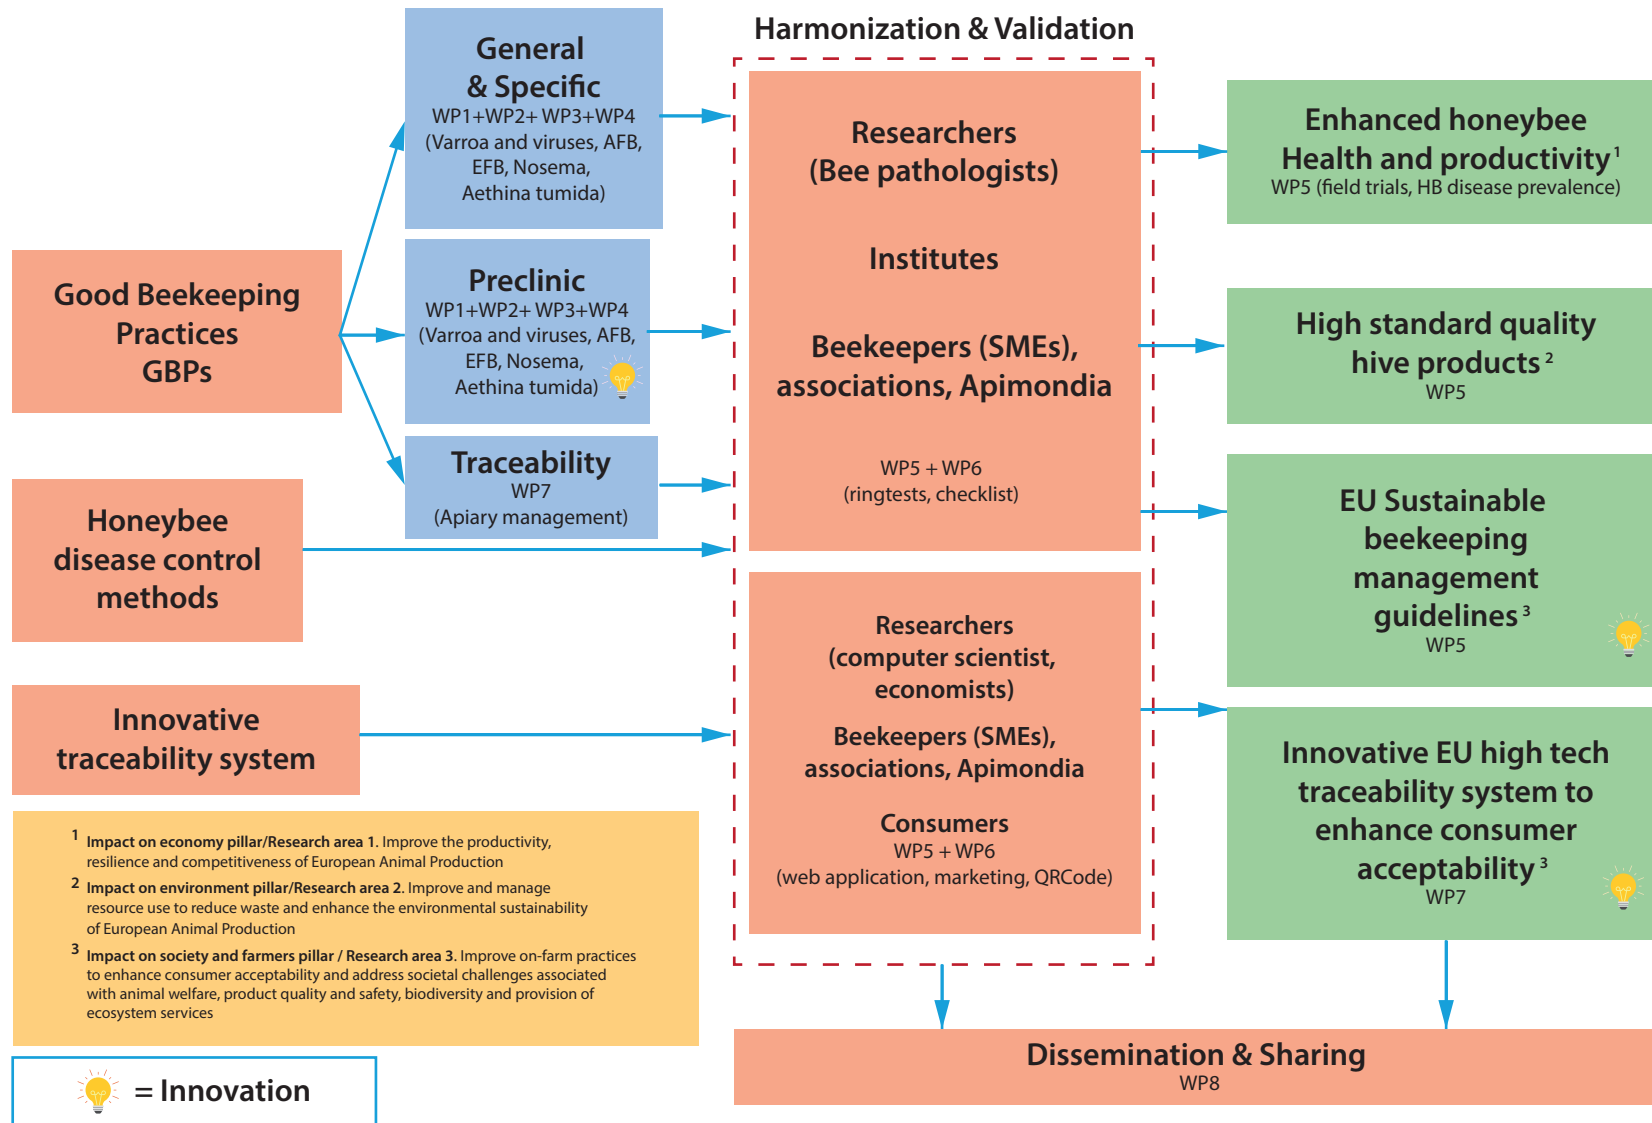 Harmonization & Validation
General
& Specific
WP1+WP2+ WP3+WP4
(Varroa and viruses, AFB,
EFB, Nosema,
Aethina tumida)
Good Beekeeping
Practices
GBPs
Preclinic
WP1+WP2+ WP3+WP4
(Varroa and viruses, AFB,
EFB, Nosema,
Aethina tumida)
Traceability
WP7
(Apiary management)
Honeybee
disease control
methods
Innovative
traceability system
Researchers
(Bee pathologists)
Institutes
Beekeepers (SMEs),
associations, Apimondia
WP5 + WP6
(ringtests, checklist)
Researchers
(computer scientist,
economists)
Beekeepers (SMEs),
associations, Apimondia
Consumers
WP5 + WP6
(web application, marketing, QRCode)
Enhanced honeybee
Health and productivity 1
WP5 (field trials, HB disease prevalence)
High standard quality
hive products 2
WP5
EU Sustainable
beekeeping
management
guidelines 3
WP5
Innovative EU high tech
traceability system to
enhance consumer
acceptability 3
WP7
1 Impact on economy pillar/Research area 1. Improve the productivity,
resilience and competitiveness of European Animal Production
2 Impact on environment pillar/Research area 2. Improve and manage
resource use to reduce waste and enhance the environmental sustainability
of European Animal Production
3 Impact on society and farmers pillar / Research area 3. Improve on-farm practices
to enhance consumer acceptability and address societal challenges associated
with animal welfare, product quality and safety, biodiversity and provision of
ecosystem services
= Innovation
Dissemination & Sharing
WP8